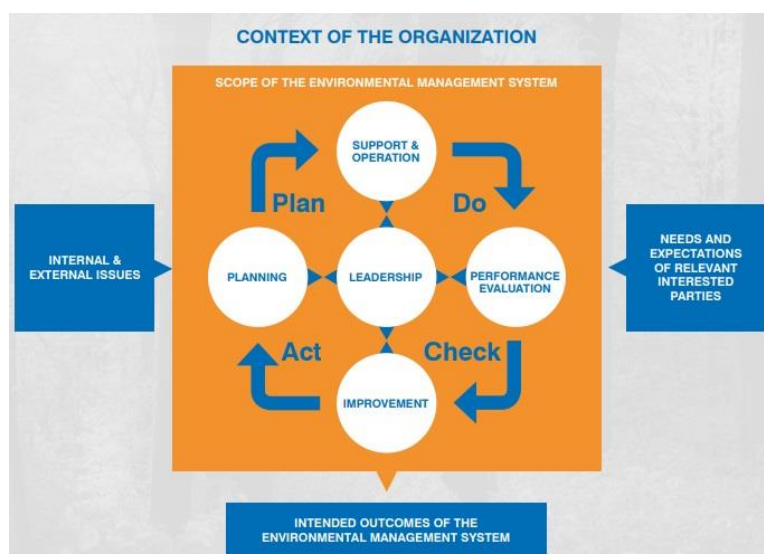 CONTEXT OF THE ORGANIZATION
SCOPE OF THE ENVIRONMENTAL MANAGEMENT SYSTEM
SUPPORT &
OPERATION
Plan
Do
INTERNAL &
EXTERNAL ISSUES
PLANNING
LEADERSHIP
PERFORMANCE
EVALUATION
NEEDS AND
EXPECTATIONS
OF RELEVANT
INTERESTED
PARTIES
Act
Check
IMPROVEMENT
INTENDED OUTCOMES OF THE
ENVIRONMENTAL MANAGEMENT SYSTEM